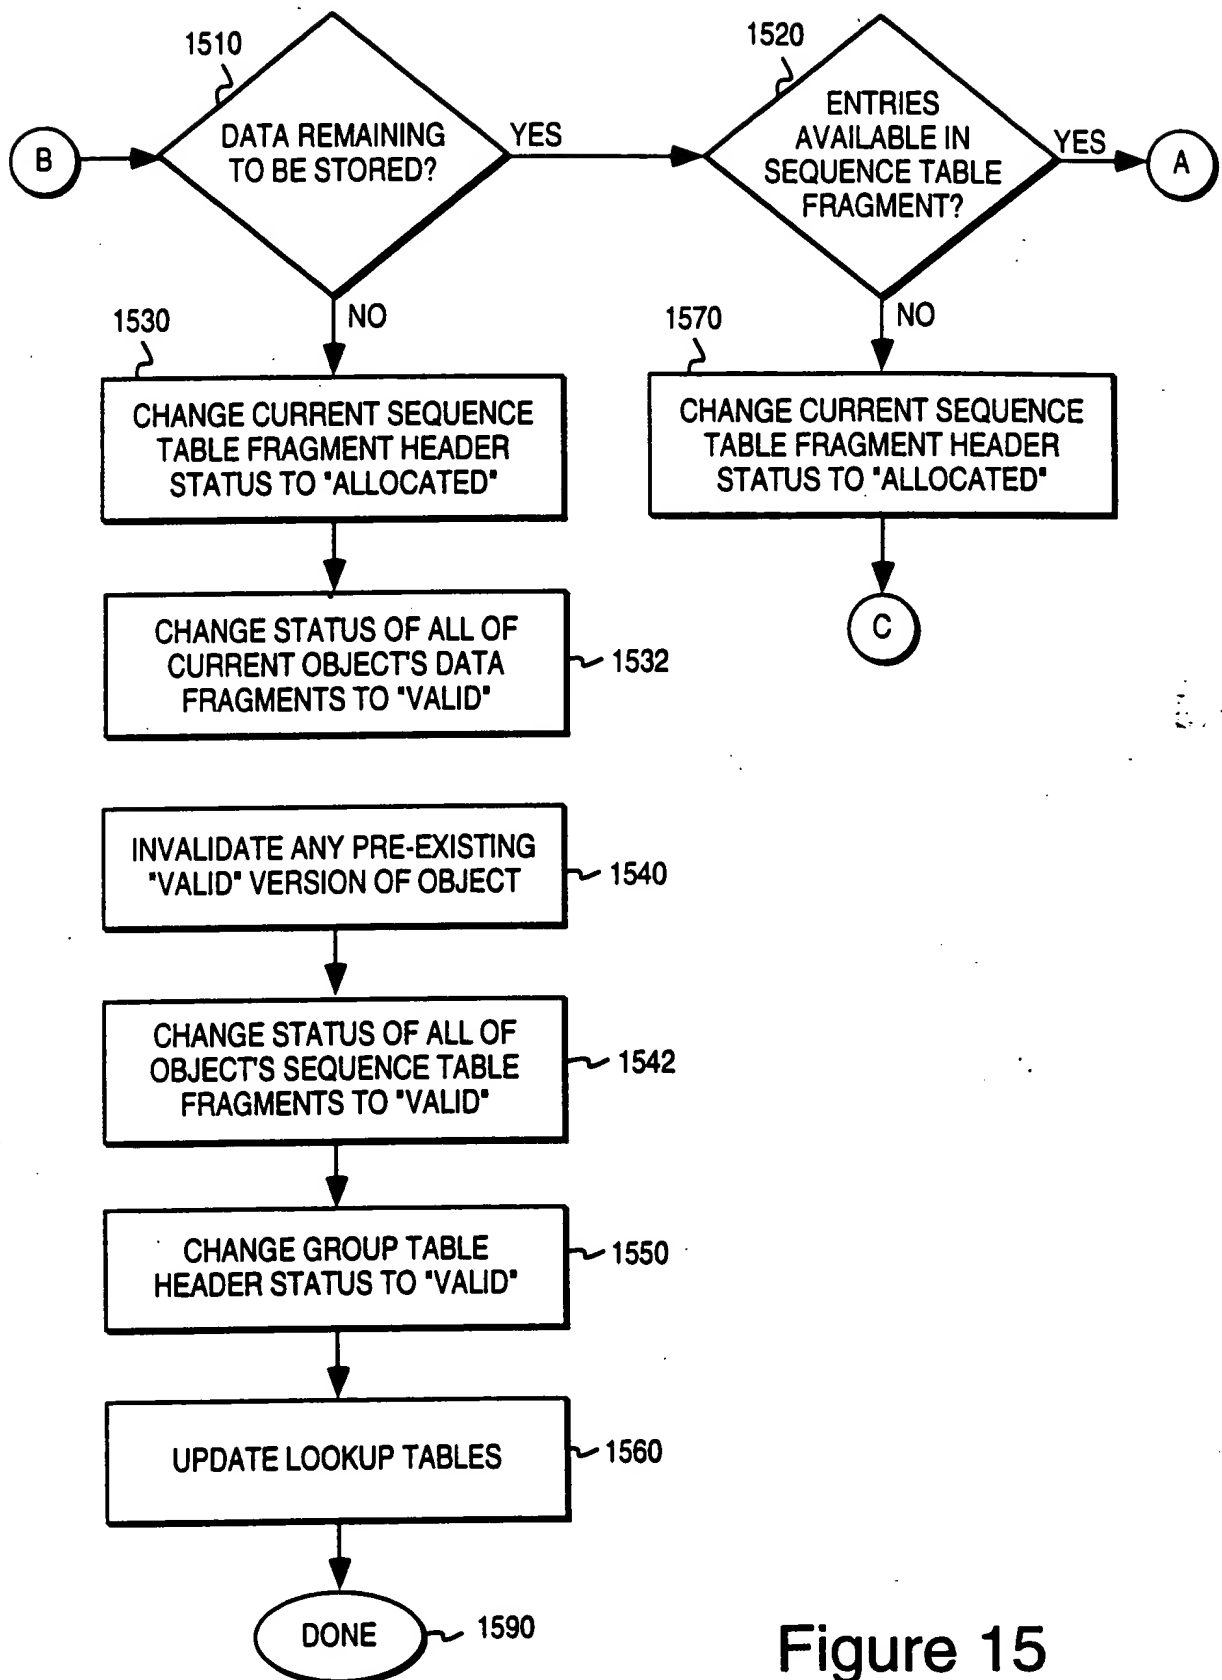 1510
1520
B
DATA REMAINING
TO BE STORED?
YES
ENTRIES
AVAILABLE IN
SEQUENCE TABLE
FRAGMENT?
YES
A
NO
NO
1530
1570
CHANGE CURRENT SEQUENCE
TABLE FRAGMENT HEADER
STATUS TO "ALLOCATED"
CHANGE CURRENT SEQUENCE
TABLE FRAGMENT HEADER
STATUS TO "ALLOCATED"
CHANGE STATUS OF ALL OF
CURRENT OBJECT'S DATA
FRAGMENTS TO "VALID"
1532
C
INVALIDATE ANY PRE-EXISTING
"VALID" VERSION OF OBJECT
1540
CHANGE STATUS OF ALL OF
OBJECT'S SEQUENCE TABLE
FRAGMENTS TO "VALID"
1542
CHANGE GROUP TABLE
HEADER STATUS TO "VALID"
1550
UPDATE LOOKUP TABLES
1560
DONE
1590
Figure 15